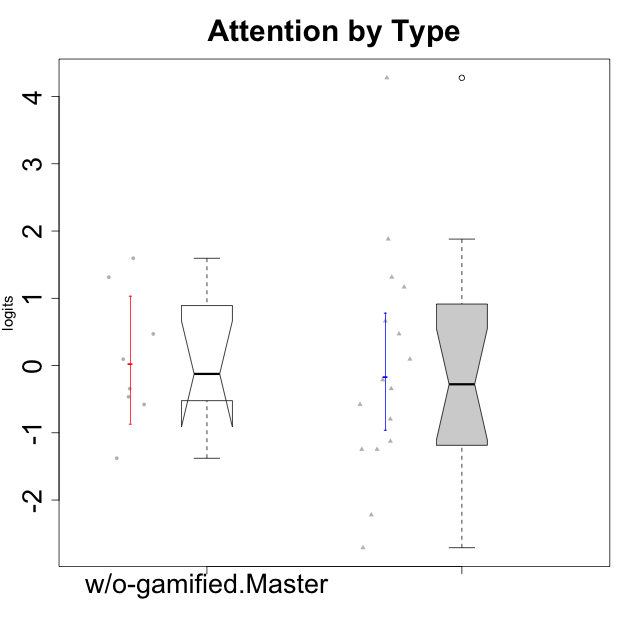 Attention by Type
logits
4
3
2
1
0
-1
-2
w/o-gamified.Master